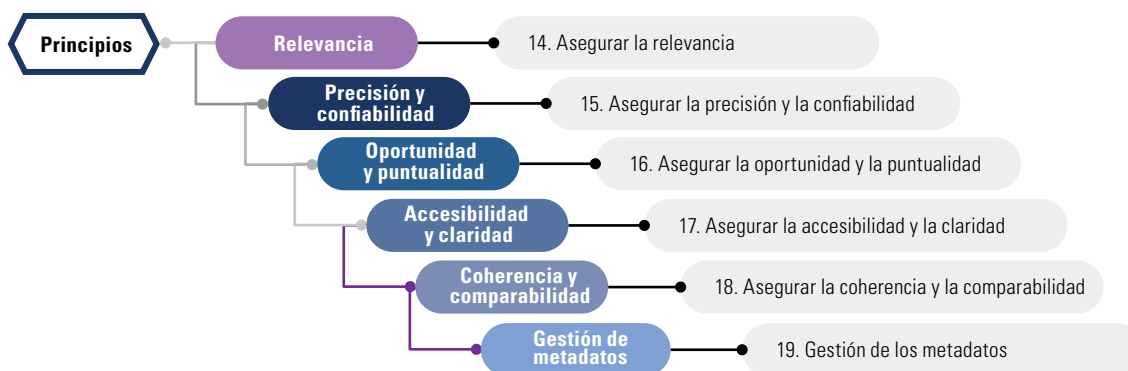 Principios
Relevancia
14. Asegurar la relevancia
Precisión y
confiabilidad
15. Asegurar la precisión y la confiabilidad
Oportunidad
y puntualidad
16. Asegurar la oportunidad y la puntualidad
Accesibilidad
y claridad
17. Asegurar la accesibilidad y la claridad
Coherencia y
comparabilidad
18. Asegurar la coherencia y la comparabilidad
Gestión de
metadatos
19. Gestión de los metadatos